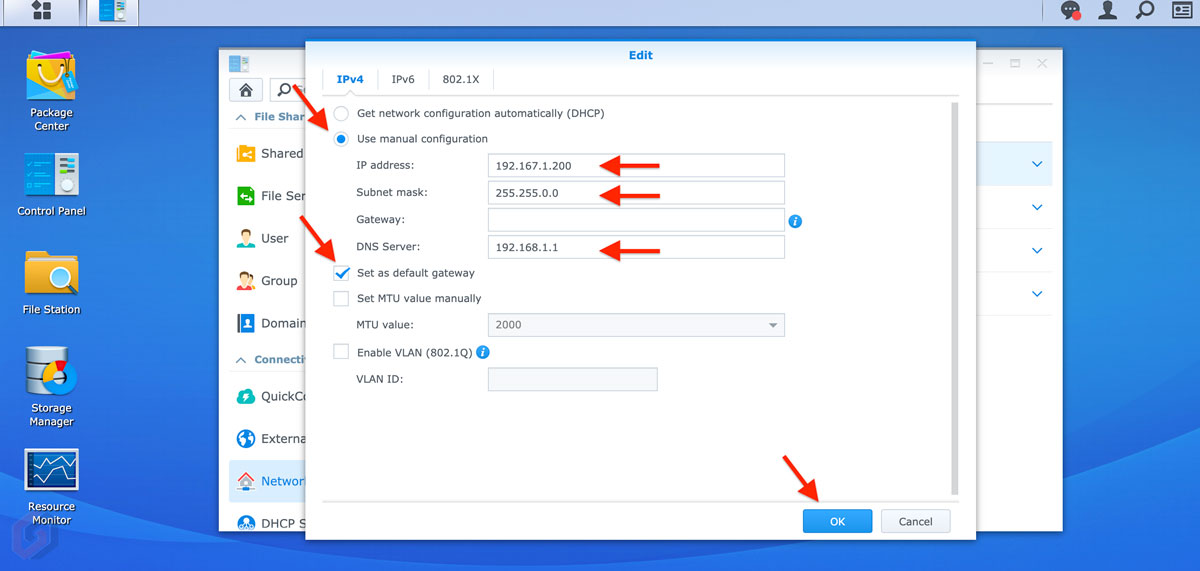 Edit
IPv4 IPv6 802.1X
Package
Center
Control Panel
File Station
Storage
Manager
Resource
Monitor
File Shar
Shared
File Ser
User
Group
Domain
Connecti
QuickCo
Externa
Networ
DHCP S
Get network configuration automatically (DHCP)
Use manual configuration
IP address: 192.167.1.200
Subnet mask: 255.255.0.0
Gateway:
DNS Server: 192.168.1.1
Set as default gateway
Set MTU value manually
MTU value: 2000
Enable VLAN (802.1Q)
VLAN ID:
OK Cancel